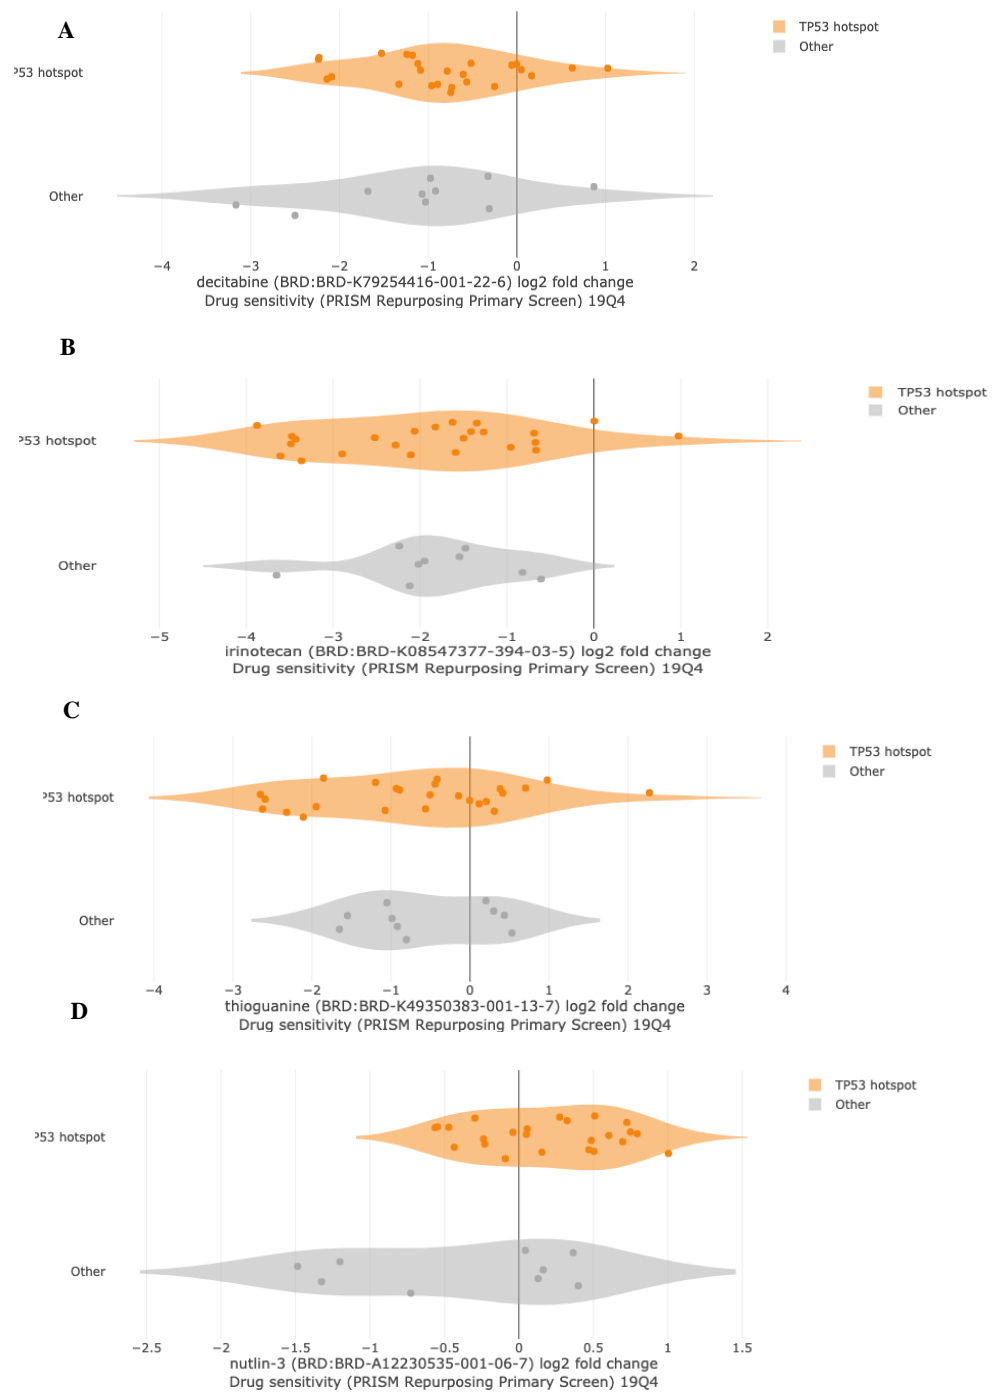 A
TP53 hotspot
Other
?53 hotspot
Other
−4 −3 −2 −1 0 1 2
decitabine (BRD:BRD-K79254416-001-22-6) log2 fold change
Drug sensitivity (PRISM Repurposing Primary Screen) 19Q4
B
TP53 hotspot
Other
?53 hotspot
Other
−5 −4 −3 −2 −1 0 1 2
irinotecan (BRD:BRD-K08547377-394-03-5) log2 fold change
Drug sensitivity (PRISM Repurposing Primary Screen) 19Q4
C
TP53 hotspot
Other
?53 hotspot
Other
−4 −3 −2 −1 0 1 2 3 4
thioguanine (BRD:BRD-K49350383-001-13-7) log2 fold change
Drug sensitivity (PRISM Repurposing Primary Screen) 19Q4
D
TP53 hotspot
Other
?53 hotspot
Other
−2.5 −2 −1.5 −1 −0.5 0 0.5 1 1.5
nutlin-3 (BRD:BRD-A12230535-001-06-7) log2 fold change
Drug sensitivity (PRISM Repurposing Primary Screen) 19Q4